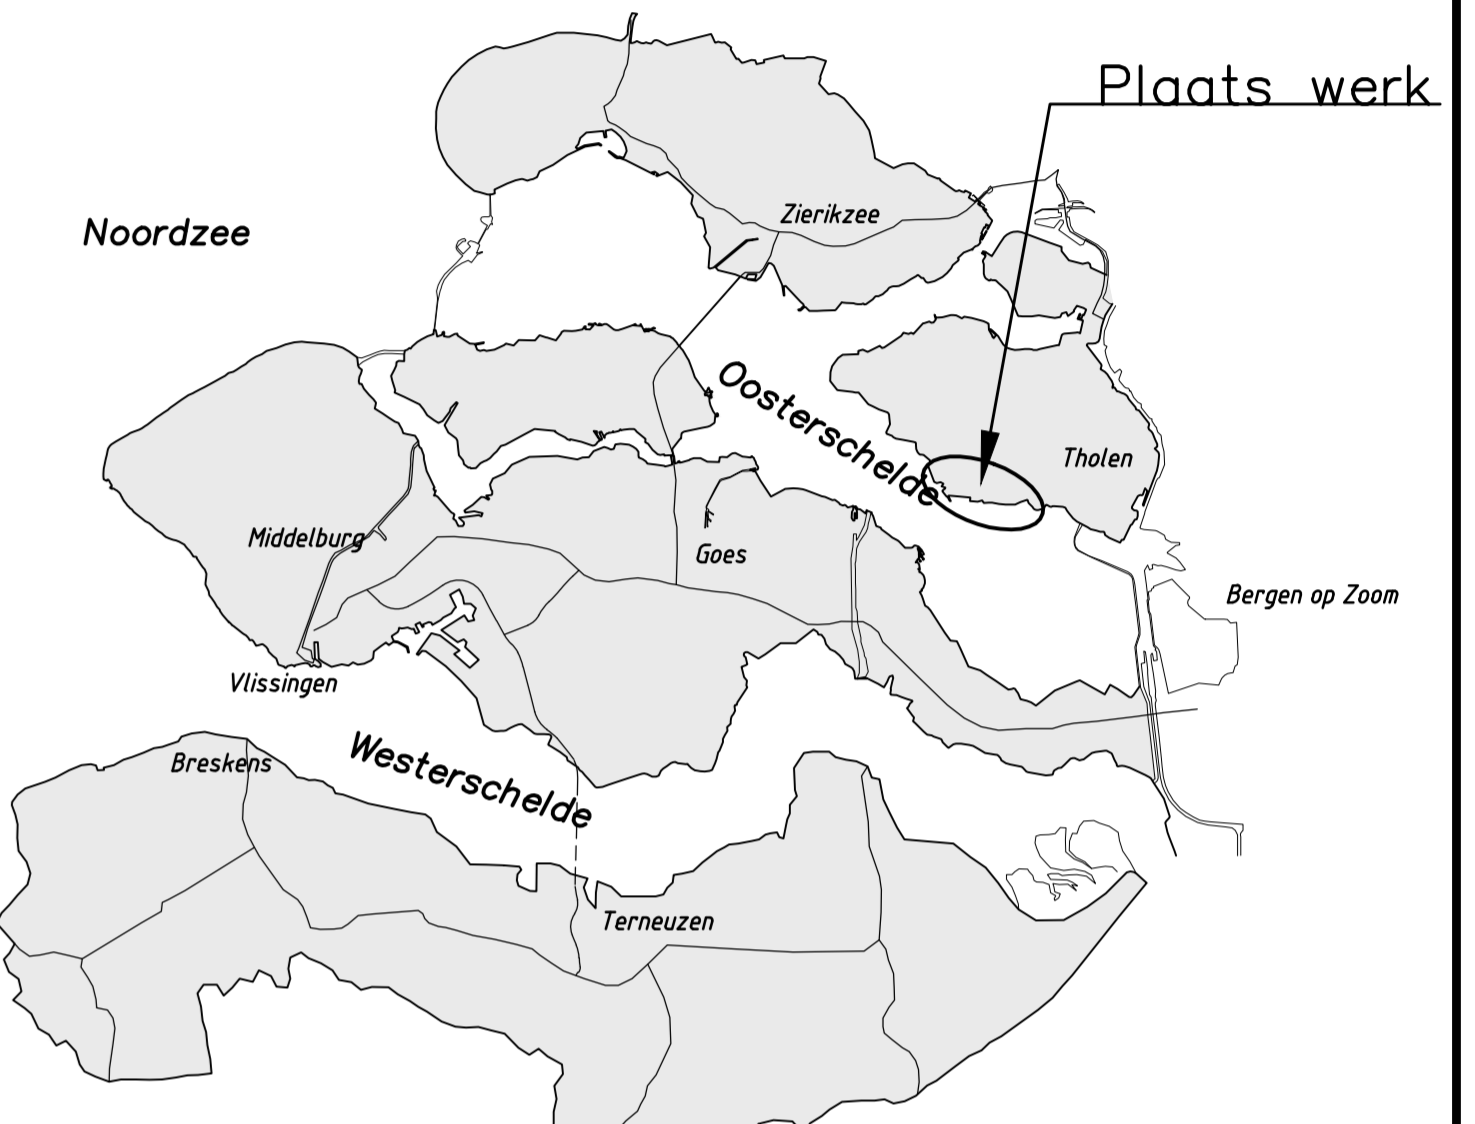 Plaats werk
Zierikzee
Noordzee
Oosterschelde
Tholen
Middelburg
Goes
Bergen op Zoom
Vlissingen
Westerschelde
Breskens
Terneuzen